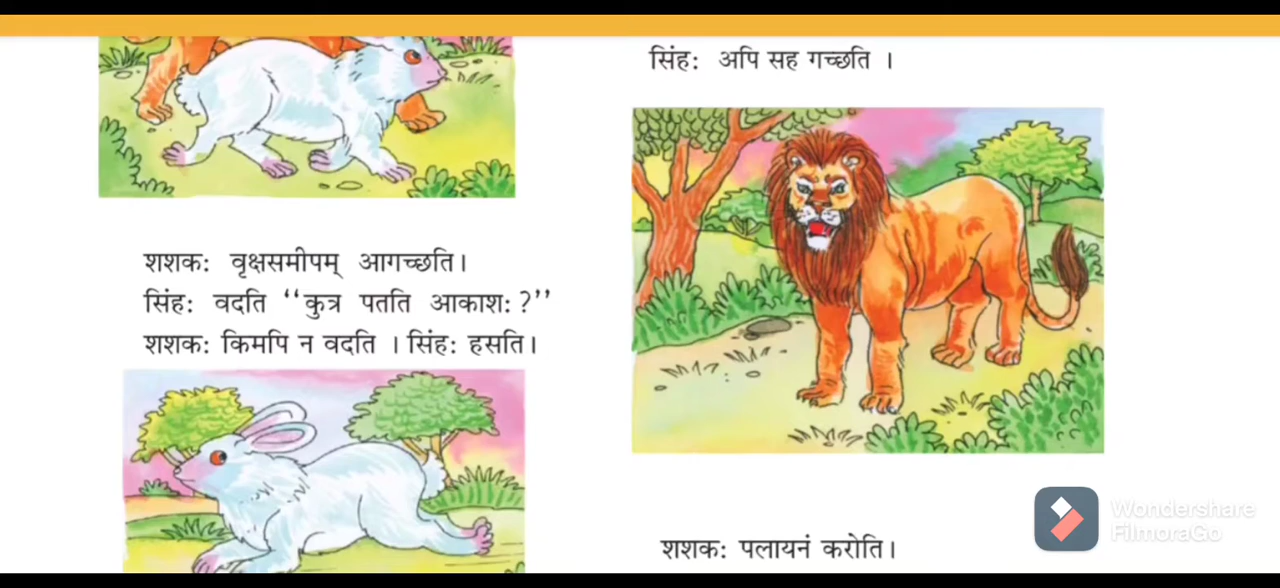 शशक: वृक्षसमीपम् आगच्छति।
सिंह: वदति “कुत्र पतति आकाश: ?”
शशक: किमपि न वदति । सिंह: हसति।
सिंह: अपि सह गच्छति ।
शशक: पलायनं करोति।
Wondershare
FilmoraGo